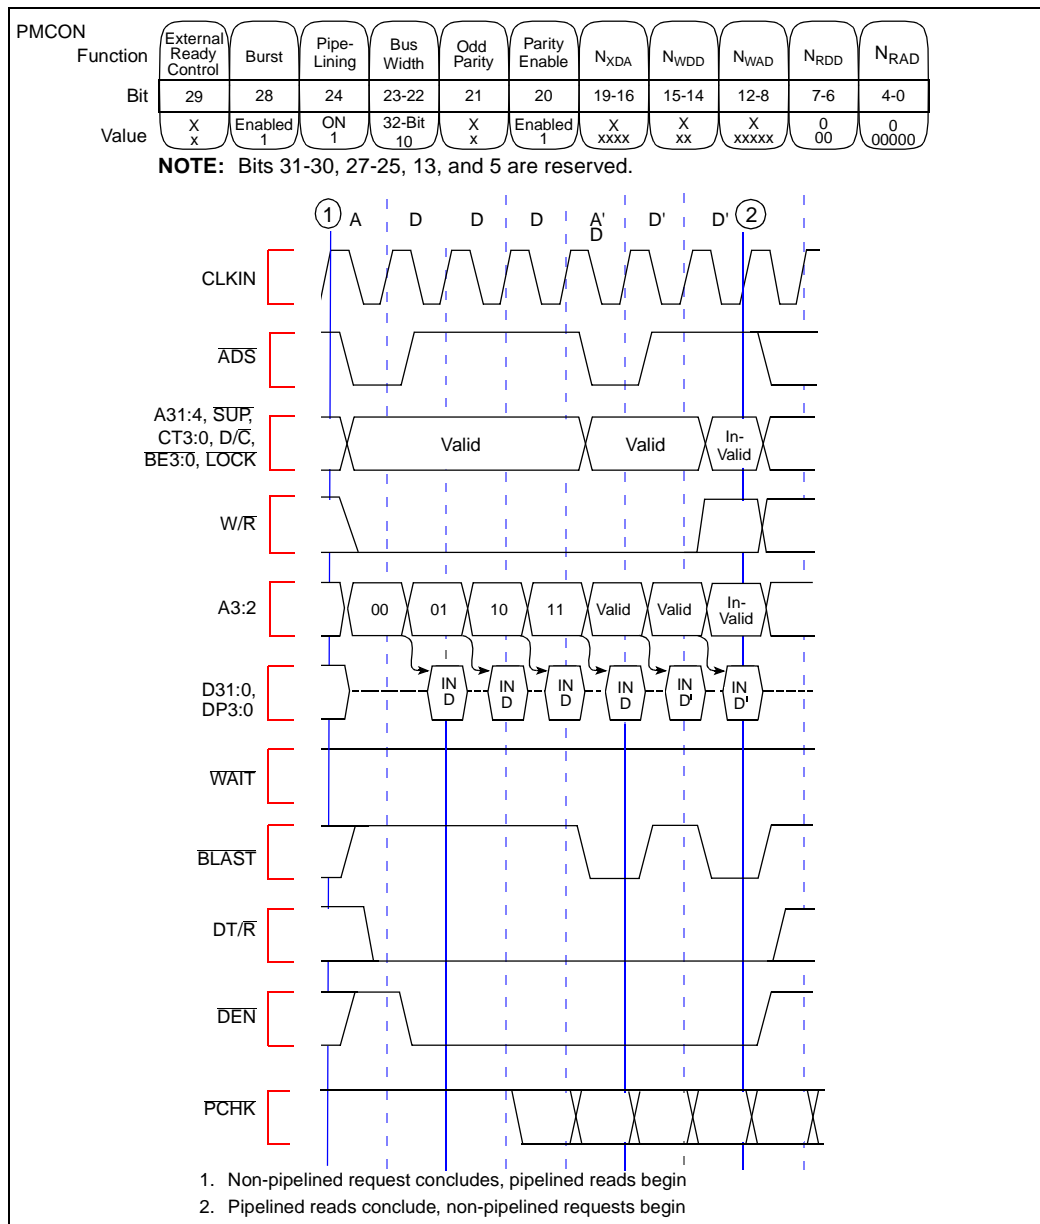 PMCON
Function External Ready Control Burst Pipe-Lining Bus Width Odd Parity Parity Enable NXDA NWDD NWAD NRDD NRAD
Bit 29 28 24 23-22 21 20 19-16 15-14 12-8 7-6 4-0
Value X x Enabled 1 ON 1 32-Bit 10 X x Enabled 1 X xxxx X xx X xxxxx 0 00 0 00000
NOTE: Bits 31-30, 27-25, 13, and 5 are reserved.
1 A D D D A' D D' D' 2
CLKIN
ADS
A31:4, SUP,
CT3:0, D/C,
BE3:0, LOCK
Valid Valid In-Valid
W/R
A3:2 00 01 10 11 Valid Valid In-Valid
D31:0,
DP3:0
IN D IN D IN D IN D IN D' IN D'
WAIT
BLAST
DT/R
DEN
PCHK
1. Non-pipelined request concludes, pipelined reads begin
2. Pipelined reads conclude, non-pipelined requests begin